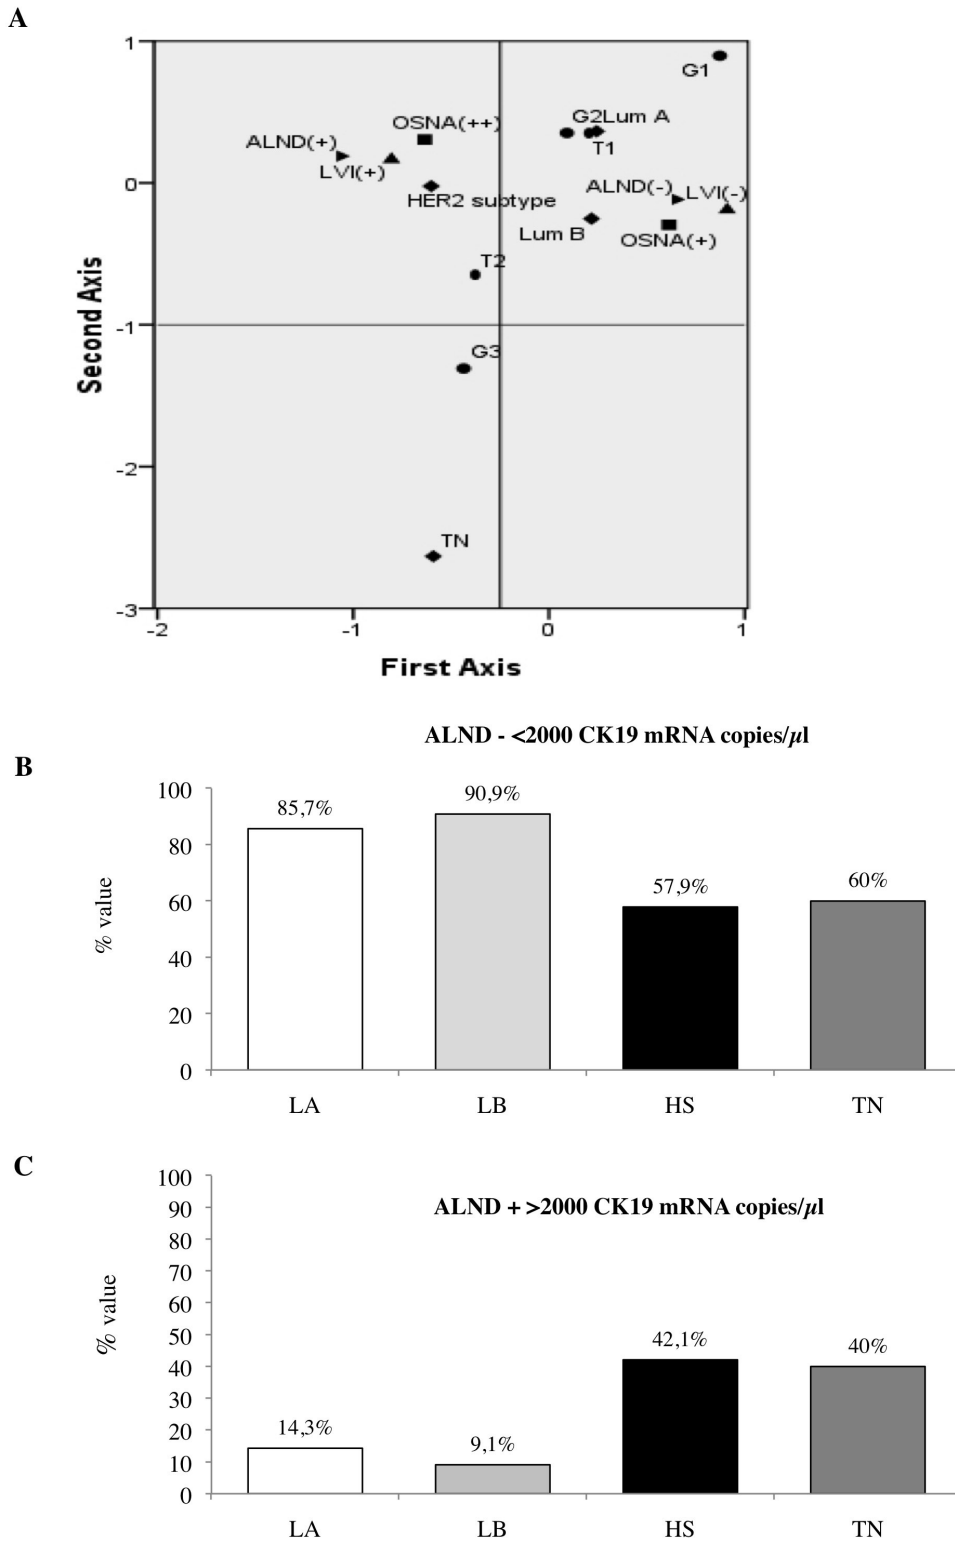 A
1
G1
OSNA(++)
G2Lum A
ALND(+)
T1
LVI(+)
0
ALND(-)
LVI(-)
HER2 subtype
Lum B
OSNA(+)
T2
Second Axis
-1
G3
-2
TN
-3
-2
-1
0
1
First Axis
ALND - <2000 CK19 mRNA copies/µl
B
100
90,9%
85,7%
80
57,9%
60%
% value
60
40
20
0
LA
LB
HS
TN
C
100
ALND + >2000 CK19 mRNA copies/µl
90
80
70
% value
60
50
42,1%
40%
40
30
20
14,3%
9,1%
10
0
LA
LB
HS
TN